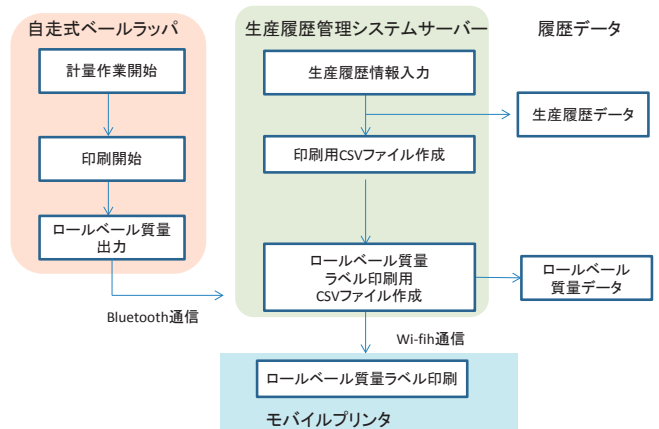 自走式ベールラッパ
計量作業開始
印刷開始
ロールベール質量
出力
Bluetooth通信
生産履歴管理システムサーバー
生産履歴情報入力
印刷用CSVファイル作成
ロールベール質量
ラベル印刷用
CSVファイル作成
Wi-fih通信
履歴データ
生産履歴データ
ロールベール
質量データ
ロールベール質量ラベル印刷
モバイルプリンタ